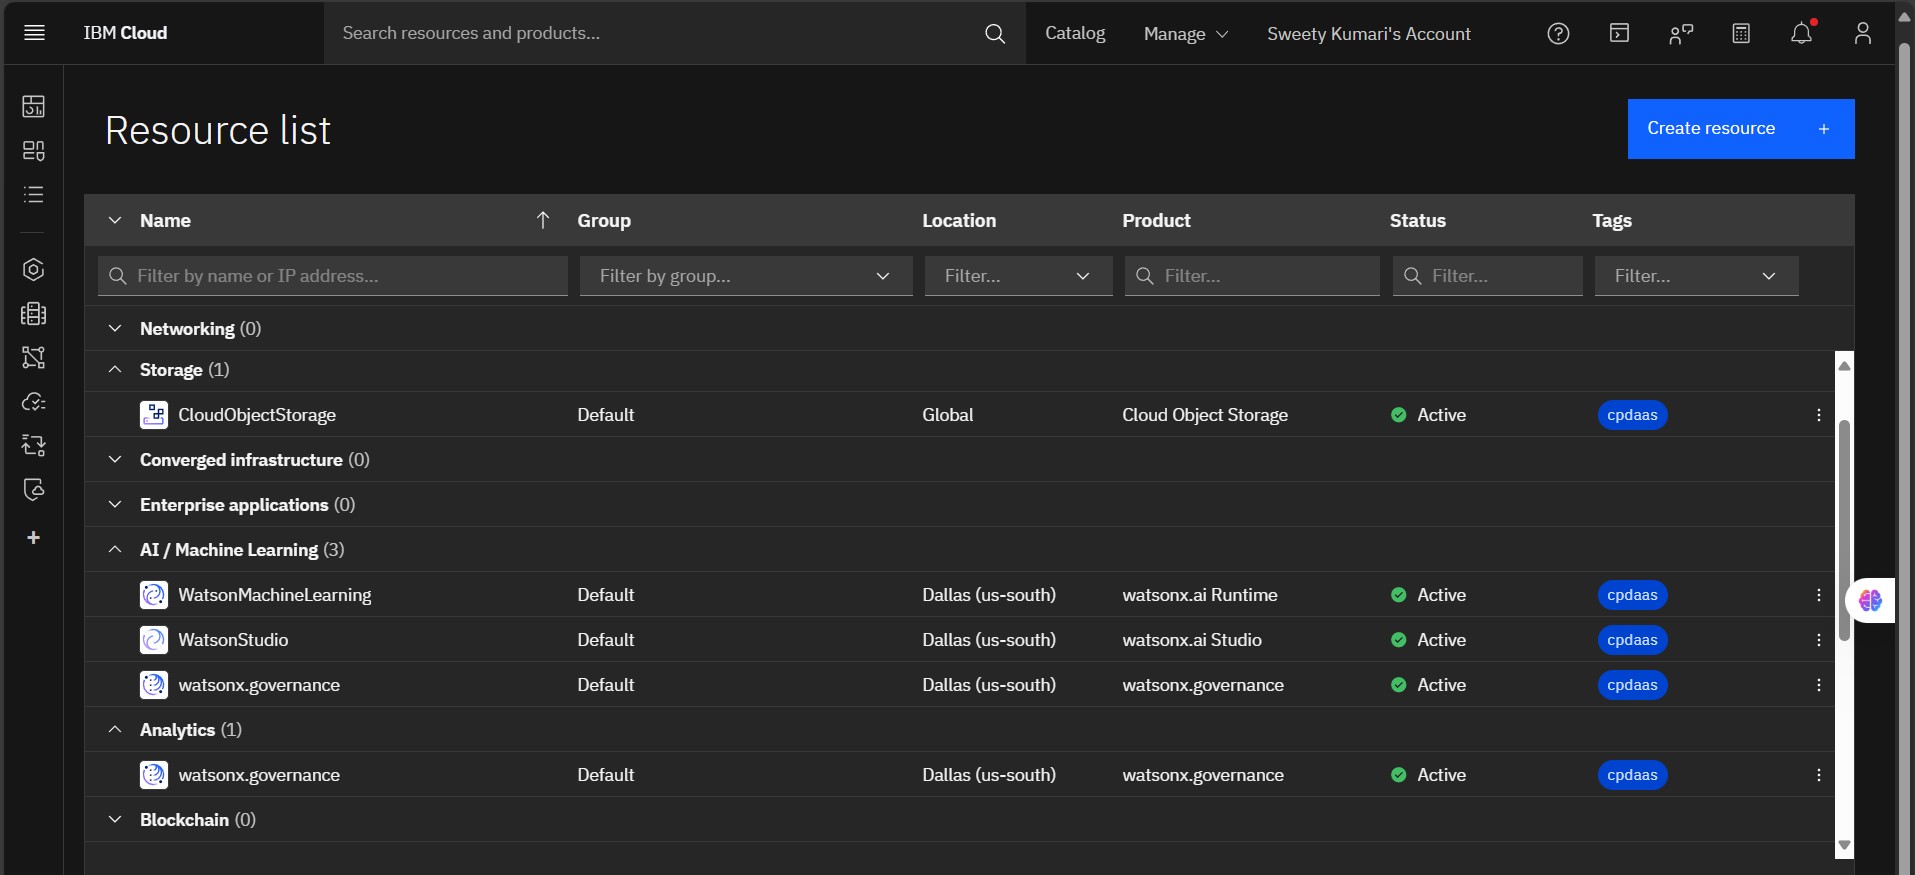 IBM Cloud
Search resources and products...
Catalog
Manage
Sweety Kumari's Account
Resource list
Create resource +
Name Group Location Product Status Tags
Filter by name or IP address... Filter by group... Filter... Filter... Filter... Filter...
Networking (0)
Storage (1)
CloudObjectStorage Default Global Cloud Object Storage Active cpdaas
Converged infrastructure (0)
Enterprise applications (0)
AI / Machine Learning (3)
WatsonMachineLearning Default Dallas (us-south) watsonx.ai Runtime Active cpdaas
WatsonStudio Default Dallas (us-south) watsonx.ai Studio Active cpdaas
watsonx.governance Default Dallas (us-south) watsonx.governance Active cpdaas
Analytics (1)
watsonx.governance Default Dallas (us-south) watsonx.governance Active cpdaas
Blockchain (0)